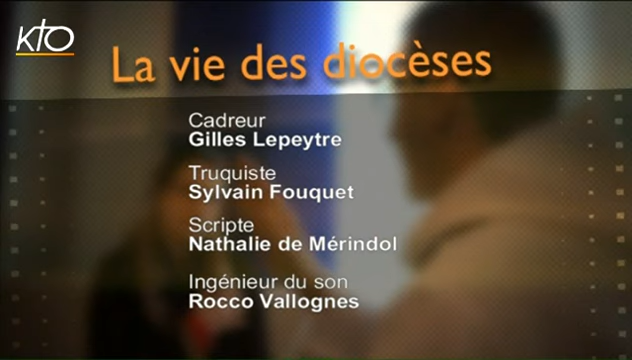 KTO
La vie des diocèses
Cadreur
Gilles Lepeytre
Truquiste
Sylvain Fouquet
Scripte
Nathalie de Mérindol
Ingénieur du son
Rocco Vallognes